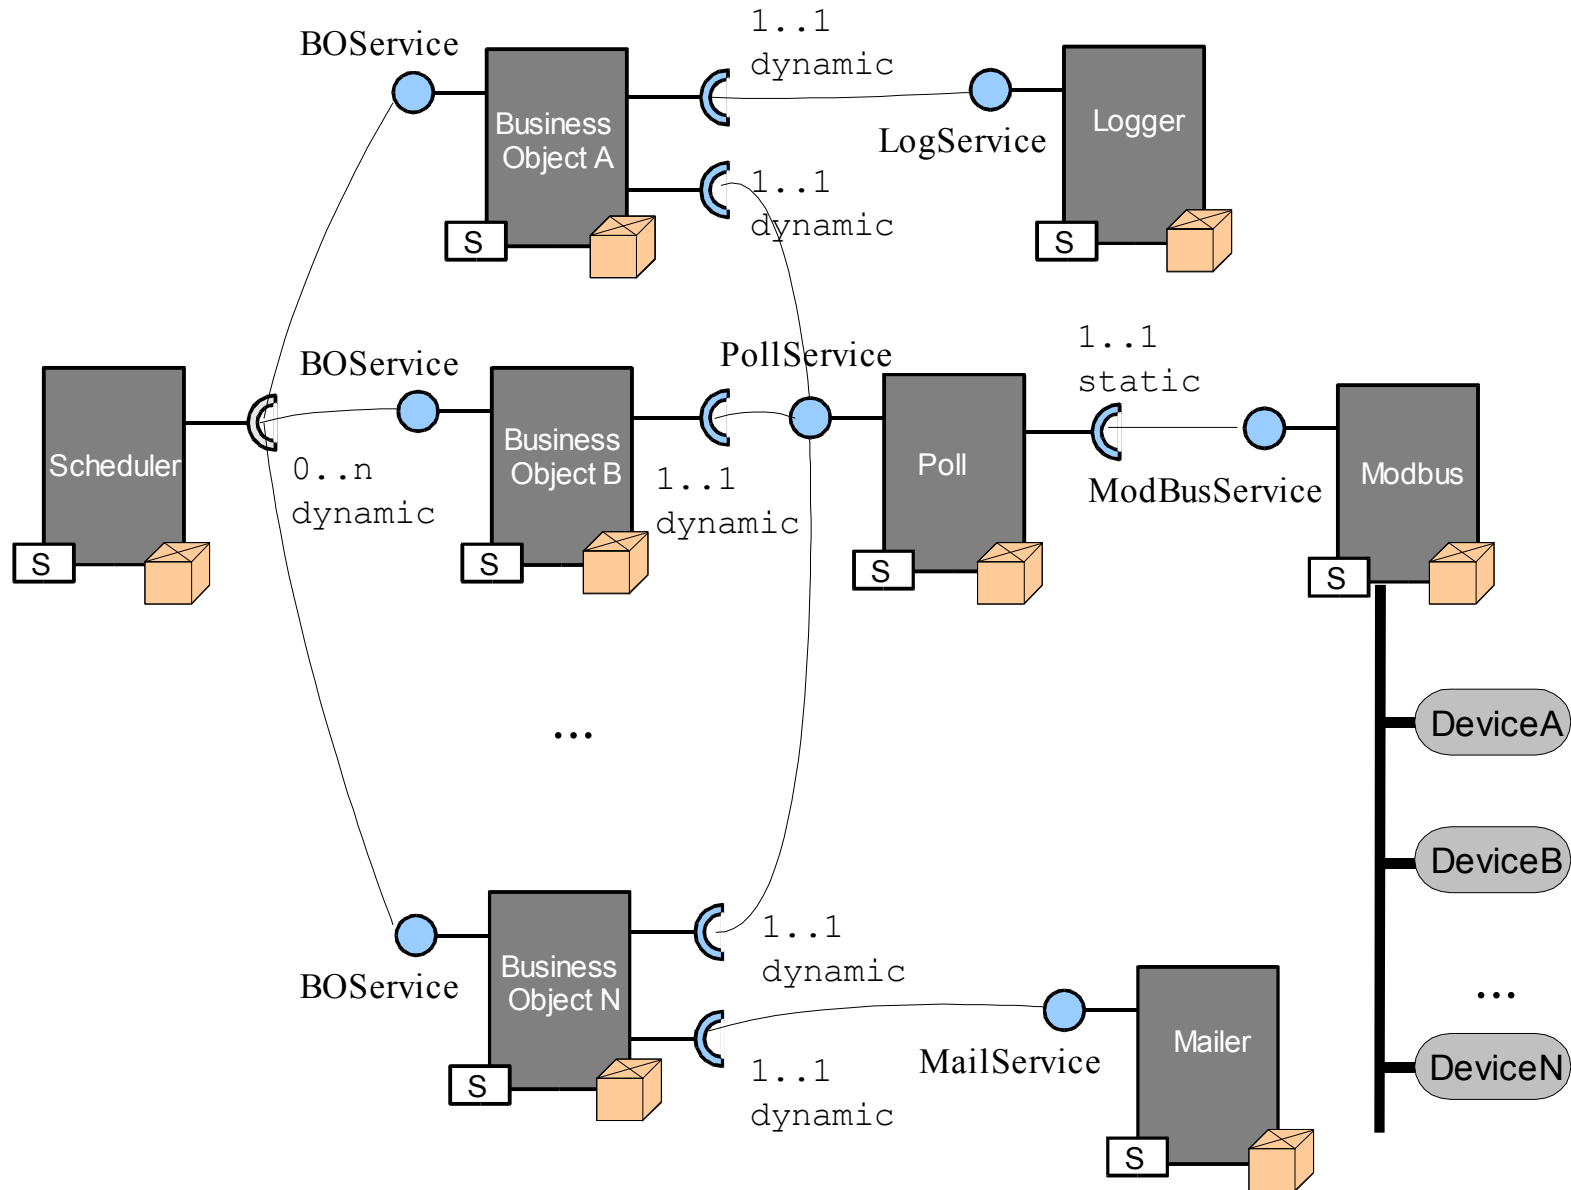 1..1
dynamic
BOService
Business
Object A
S
LogService
Logger
S
1..1
dynamic
Scheduler
S
0..n
dynamic
BOService
Business
Object B
S
1..1
dynamic
PollService
Poll
S
1..1
static
ModBusService
Modbus
S
...
DeviceA
DeviceB
...
DeviceN
BOService
Business
Object N
S
1..1
dynamic
1..1
dynamic
MailService
Mailer
S